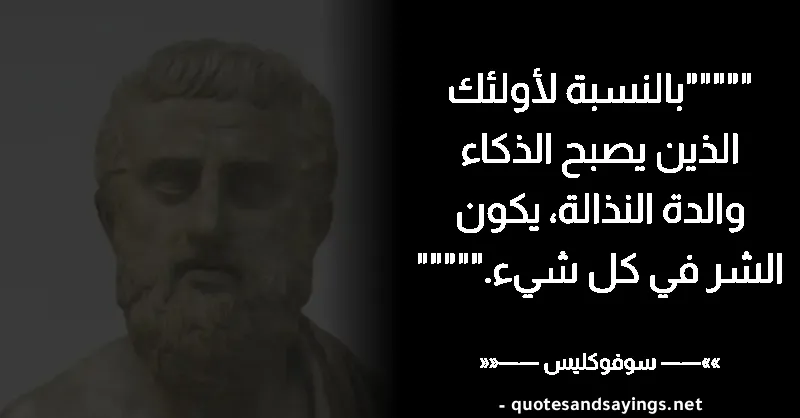 """""بالنسبة لأولئك
الذين يصبح الذكاء
والدة النذالة، يكون
الشر في كل شيء."""""
»»—— سوفوكليس ——««
- quotesandsayings.net